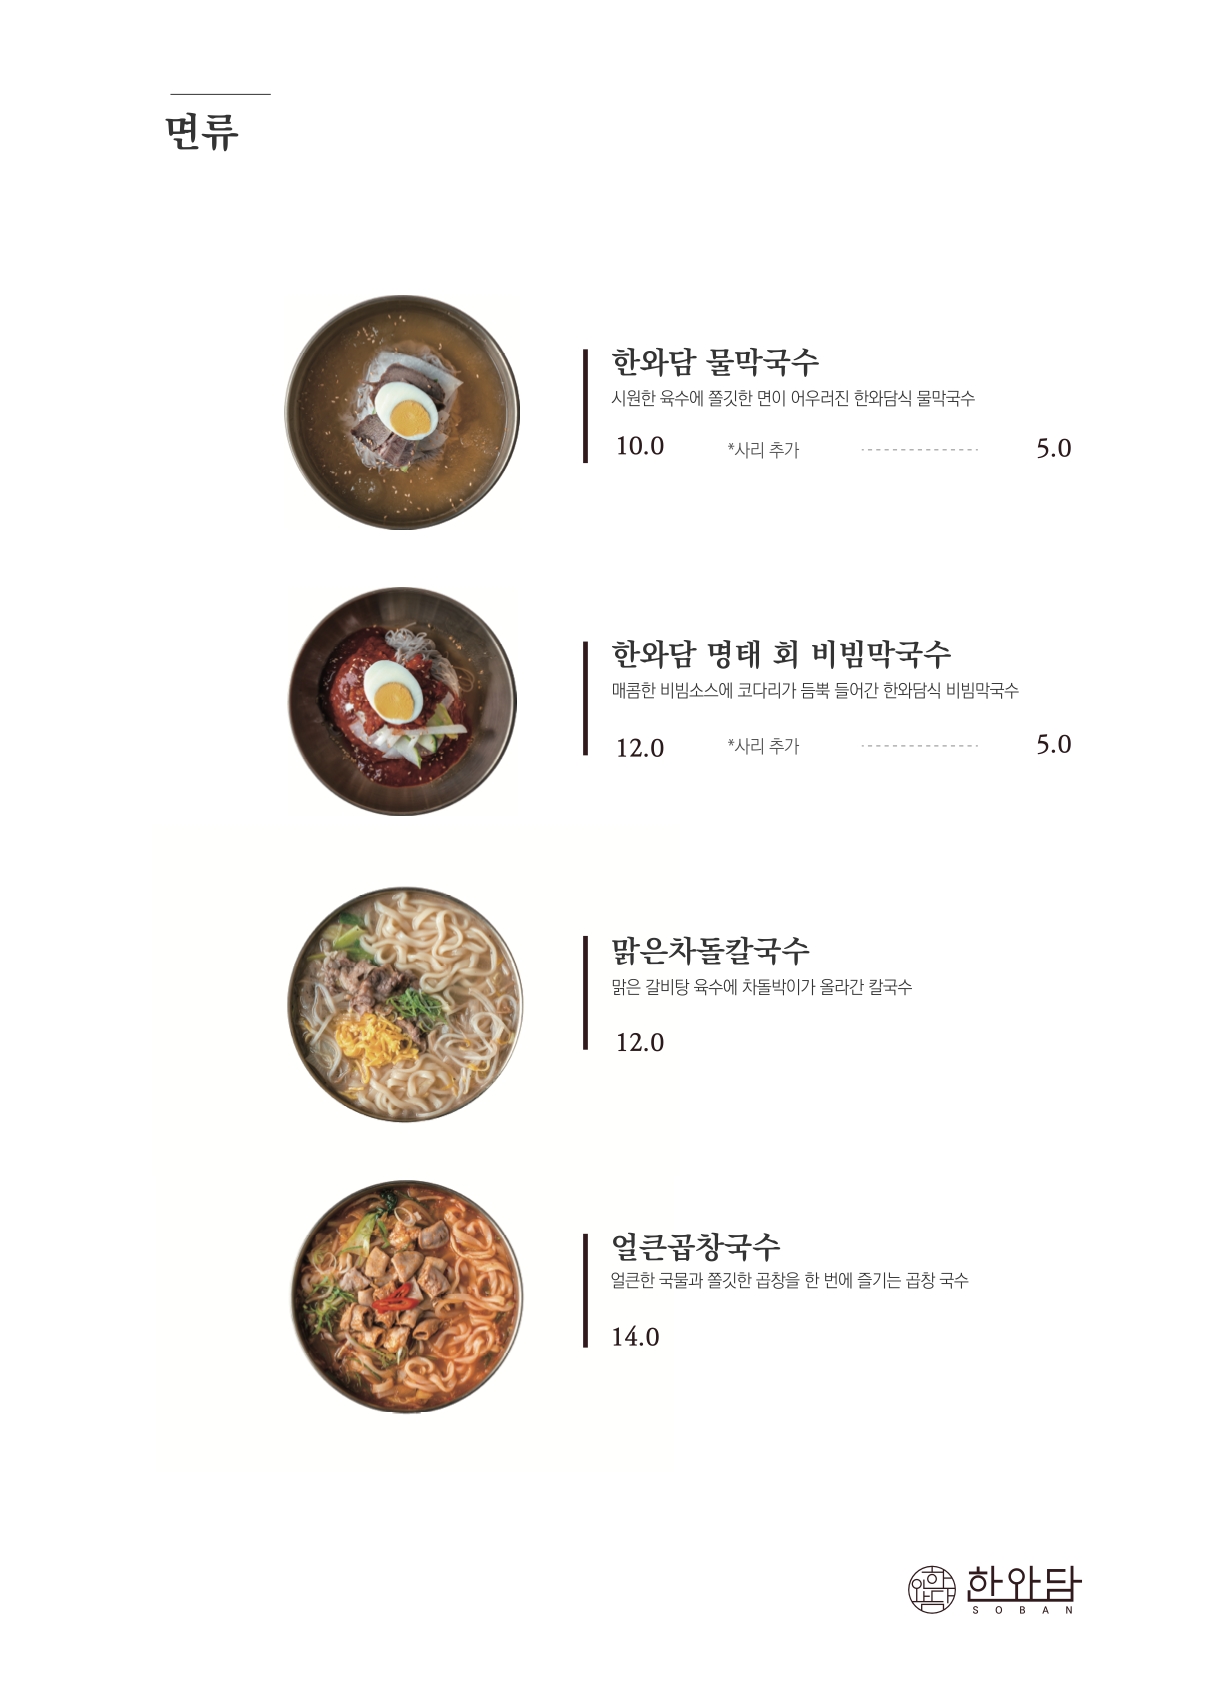 면류
한와담 물막국수
시원한 육수에 쫄깃한 면이 어우러진 한와담식 물막국수
10.0 *사리 추가 5.0
한와담 명태 회 비빔막국수
매콤한 비빔소스에 코다리가 듬뿍 들어간 한와담식 비빔막국수
12.0 *사리 추가 5.0
맑은차돌칼국수
맑은 갈비탕 육수에 차돌박이가 올라간 칼국수
12.0
얼큰곱창국수
얼큰한 국물과 쫄깃한 곱창을 한 번에 즐기는 곱창 국수
14.0
한와담 한와담
SOBAN